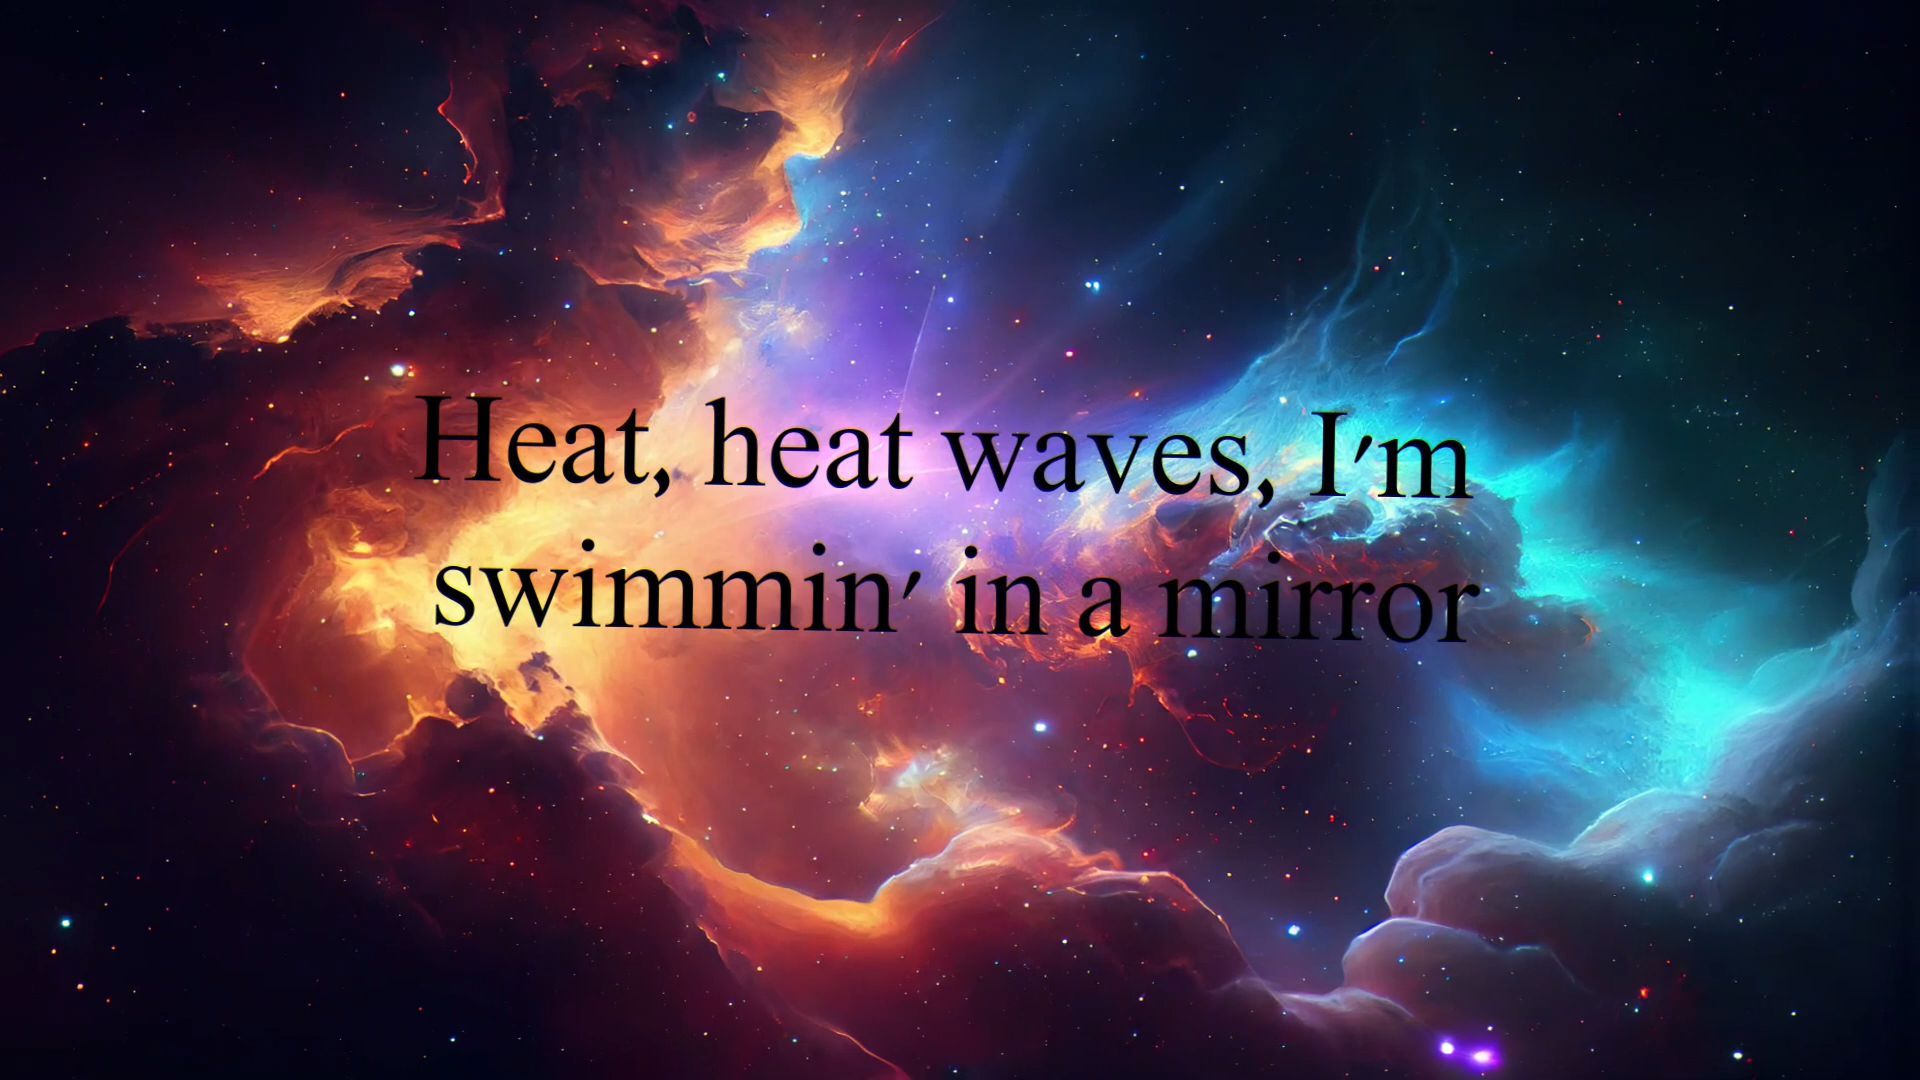 Heat, heat waves, I'm
swimmin' in a mirror